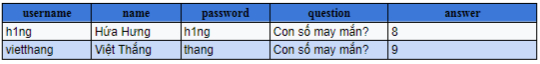 username name password question answer
h1ng Hứa Hưng h1ng Con số may mắn? 8
vietthang Việt Thắng thang Con số may mắn? 9